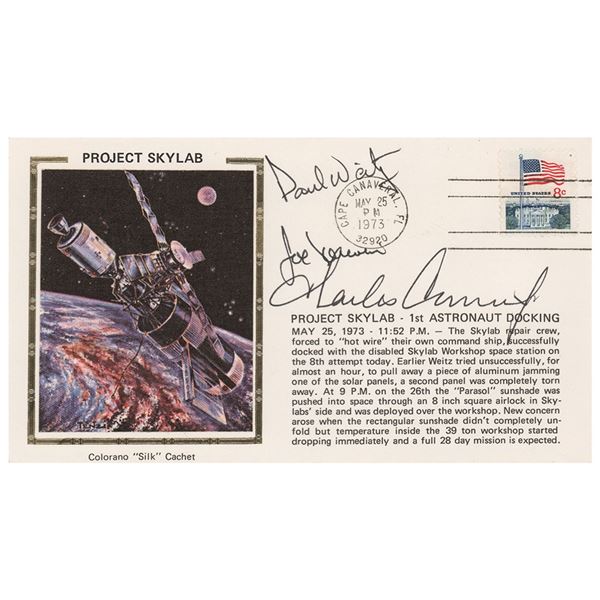 PROJECT SKYLAB
Colorano "Silk" Cachet
Paul Weitz
CAPE CANAVERAL, FL
MAY 25
P M
1973
32920
UNITED STATES 8c
Joe Kerwin
Charles Conrad Jr
PROJECT SKYLAB - 1st ASTRONAUT DOCKING
MAY 25, 1973 - 11:52 P.M. — The Skylab repair crew,
forced to "hot wire" their own command ship, successfully
docked with the disabled Skylab Workshop space station on
the 8th attempt today. Earlier Weitz tried unsuccessfully, for
almost an hour, to pull away a piece of aluminum jamming
one of the solar panels, a second panel was completely torn
away. At 9 P.M. on the 26th the "Parasol" sunshade was
pushed into space through an 8 inch square airlock in Sky-
labs' side and was deployed over the workshop. New concern
arose when the rectangular sunshade didn't completely un-
fold but temperature inside the 39 ton workshop started
dropping immediately and a full 28 day mission is expected.